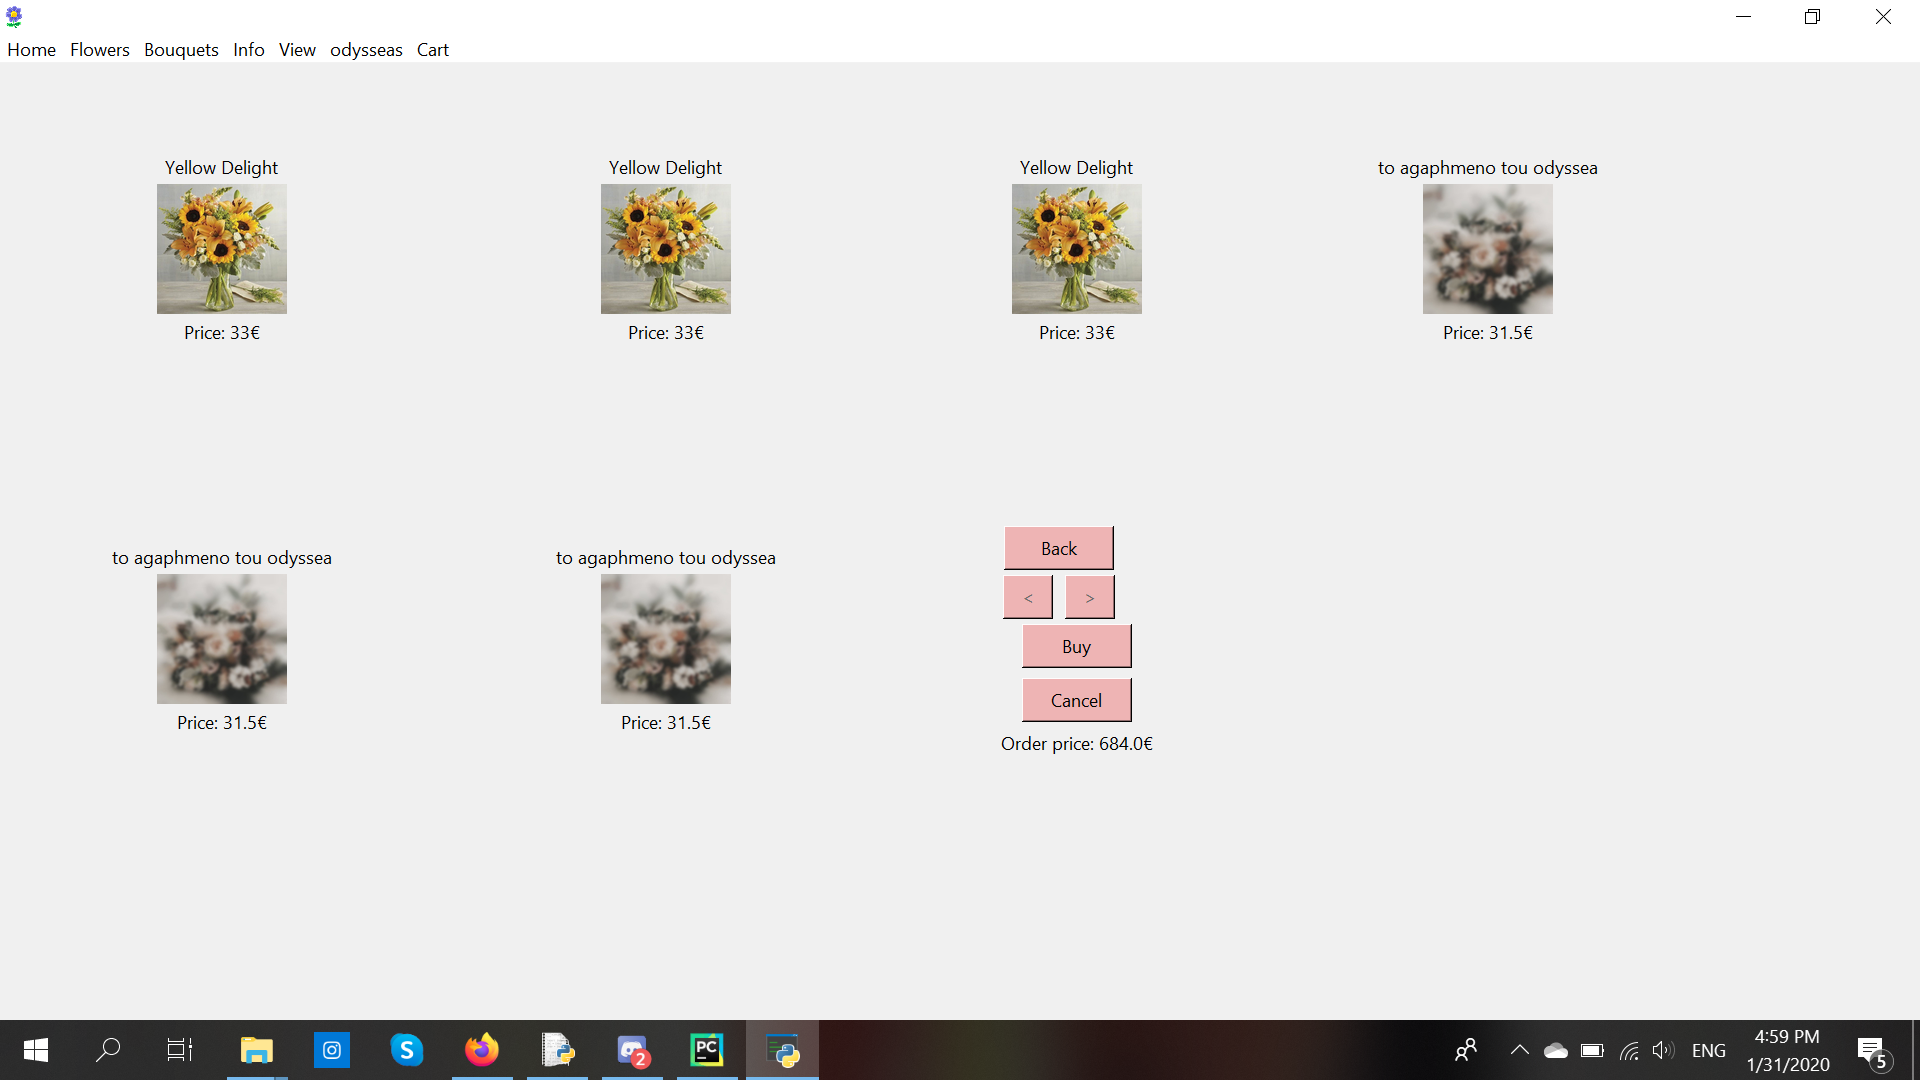 Home Flowers Bouquets Info View odysseas Cart
Yellow Delight
Yellow Delight
Yellow Delight
to agaphmeno tou odyssea
Price: 33€
Price: 33€
Price: 33€
Price: 31.5€
to agaphmeno tou odyssea
to agaphmeno tou odyssea
Price: 31.5€
Price: 31.5€
Back
< >
Buy
Cancel
Order price: 684.0€
S
2
PC
ENG
4:59 PM
1/31/2020
5